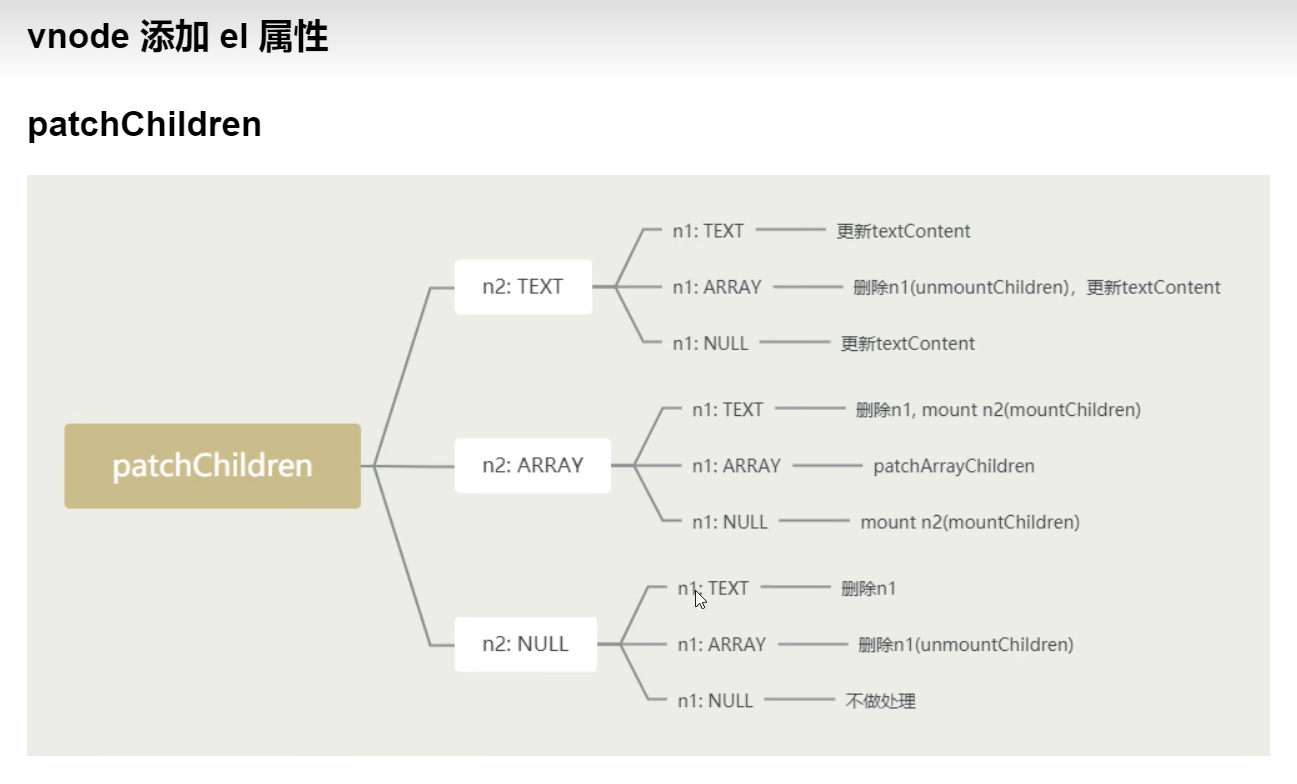 vnode 添加 el 属性
patchChildren
patchChildren
n2: TEXT
n1: TEXT 更新textContent
n1: ARRAY 删除n1(unmountChildren)，更新textContent
n1: NULL 更新textContent
n2: ARRAY
n1: TEXT 删除n1, mount n2(mountChildren)
n1: ARRAY patchArrayChildren
n1: NULL mount n2(mountChildren)
n2: NULL
n1: TEXT 删除n1
n1: ARRAY 删除n1(unmountChildren)
n1: NULL 不做处理